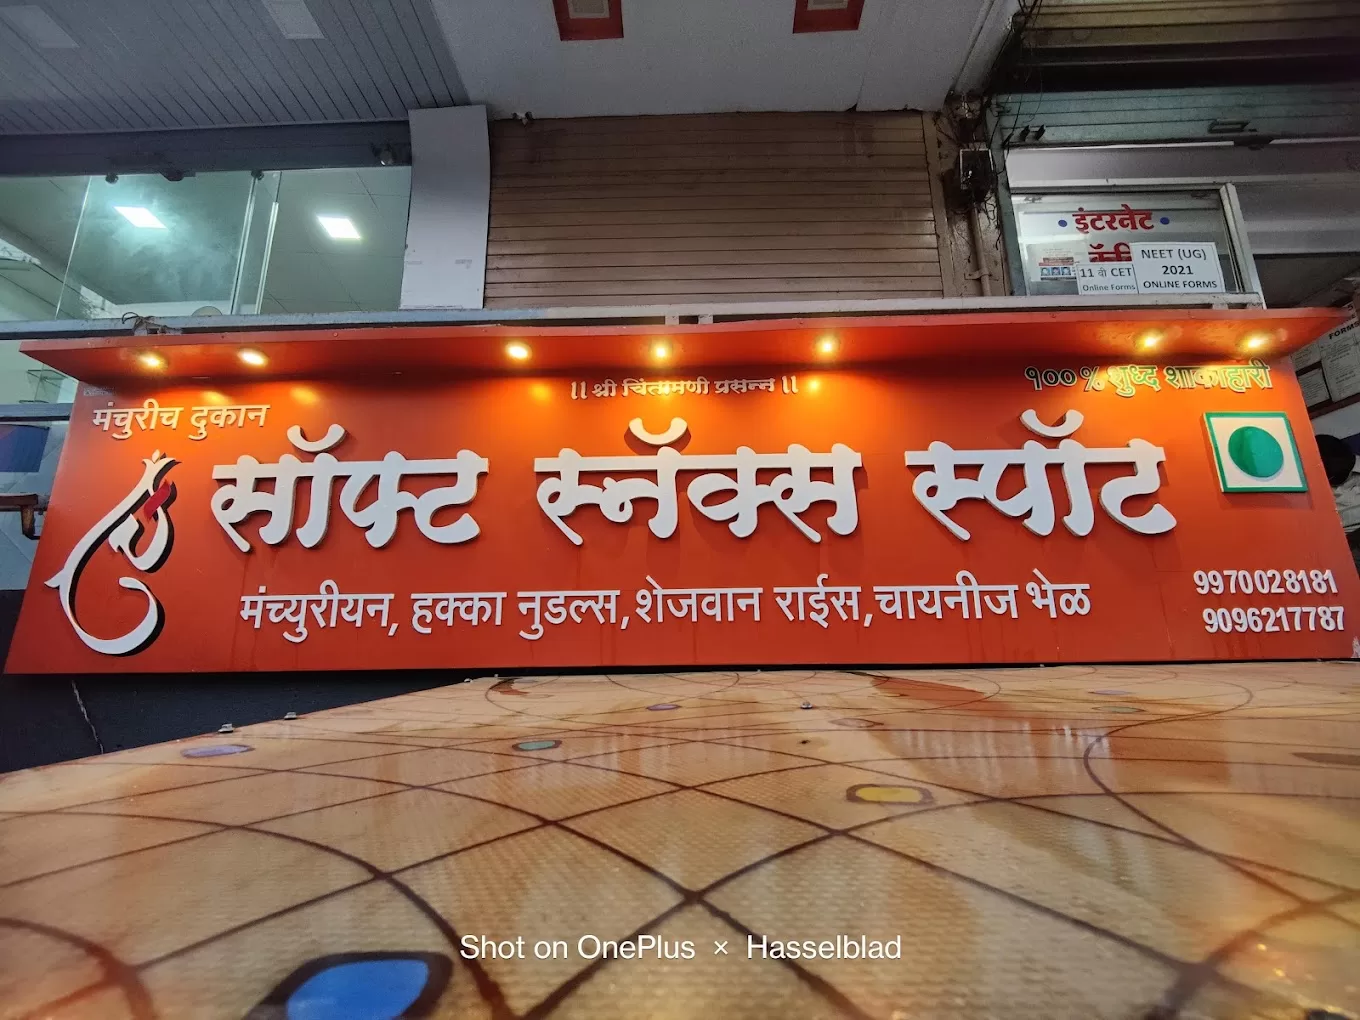 • इंटरनेट •
11 वी CET
Online Forms
NEET (UG)
2021
ONLINE FORMS
|| श्री चिंतामणी प्रसन्न ||
१००% शुध्द शाकाहारी
मंचुरीच दुकान
सॉफ्ट स्नॅक्स स्पॉट
मंच्युरीयन, हक्का नुडल्स, शेजवान राईस, चायनीज भेळ
9970028181
9096217787
Shot on OnePlus × Hasselblad